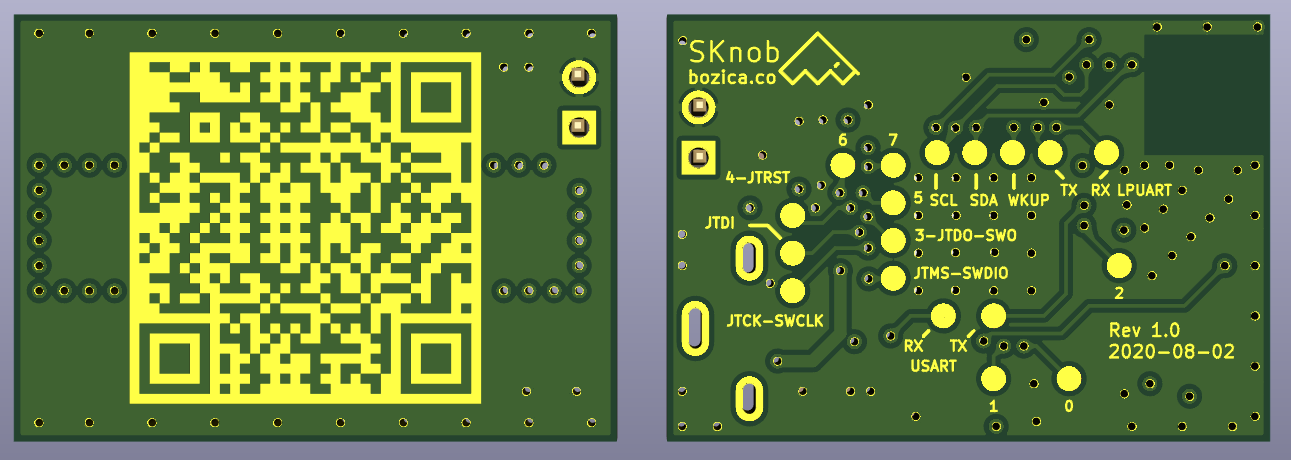 SKnob
bozica.co
6
7
4-JTRST
5
SCL
SDA
WKUP
TX
RX LPUART
JTDI
3-JTDO-SWO
JTMS-SWDIO
2
JTCK-SWCLK
RX
TX
USART
Rev 1.0
2020-08-02
1
0